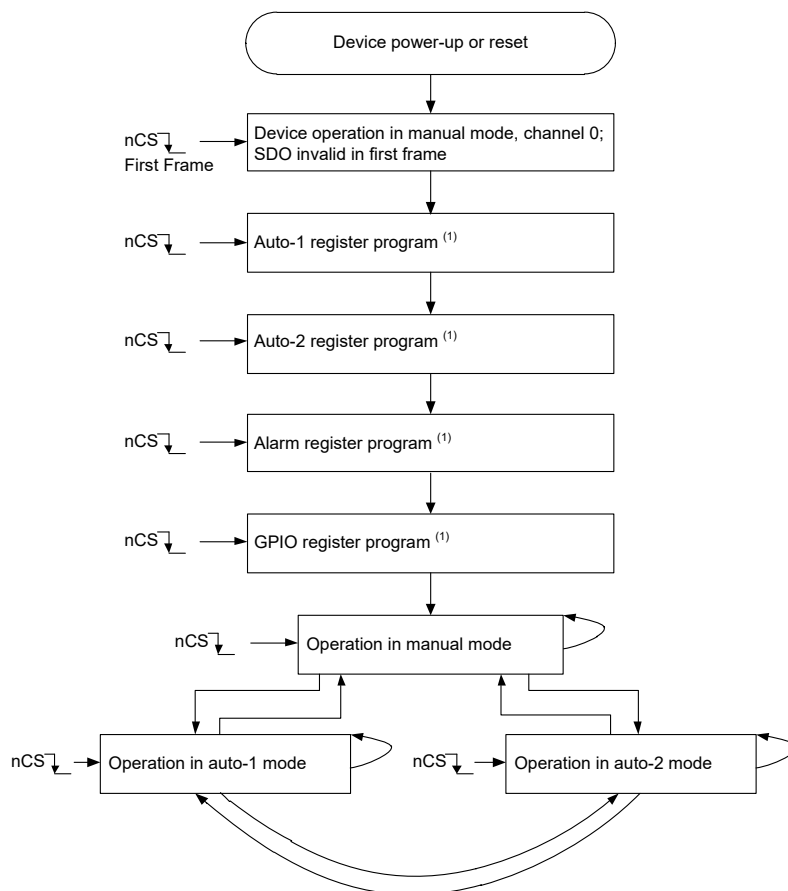 Device power-up or reset
nCS
First Frame
Device operation in manual mode, channel 0;
SDO invalid in first frame
nCS
Auto-1 register program (1)
nCS
Auto-2 register program (1)
nCS
Alarm register program (1)
nCS
GPIO register program (1)
nCS
Operation in manual mode
nCS
Operation in auto-1 mode
nCS
Operation in auto-2 mode